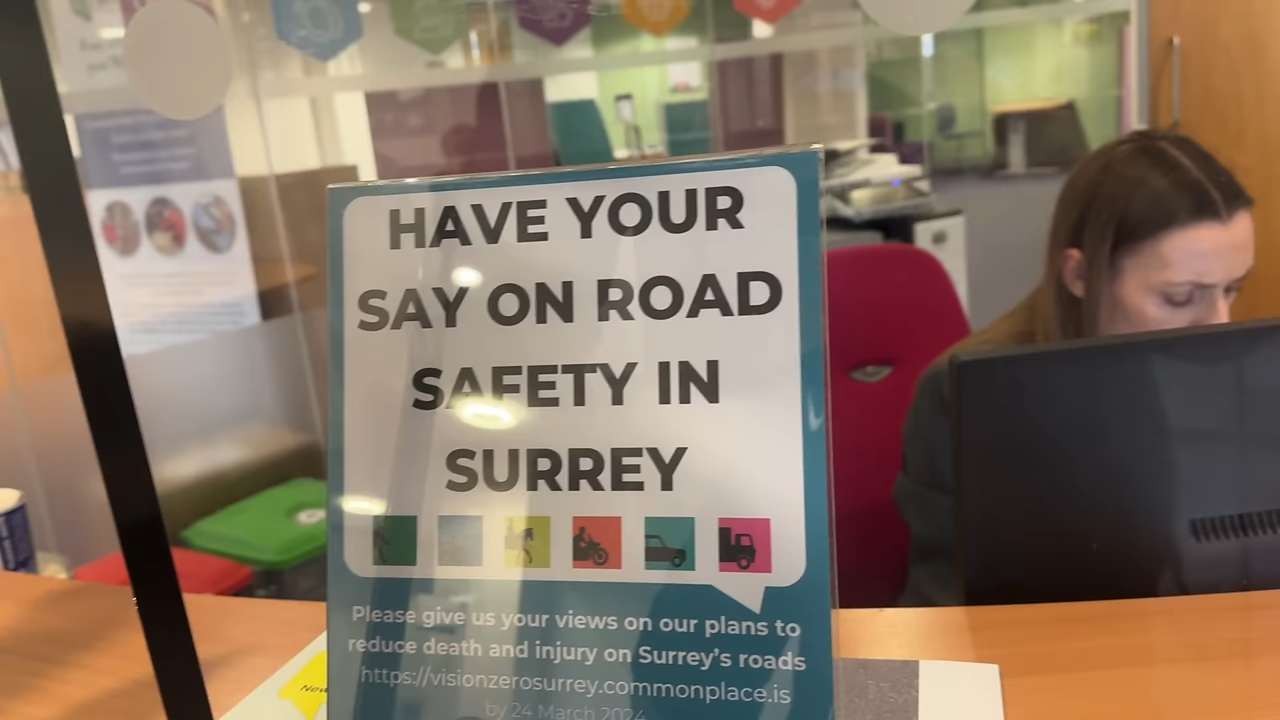 HAVE YOUR
SAY ON ROAD
SAFETY IN
SURREY
Please give us your views on our plans to
reduce death and injury on Surrey's roads
https://visionzerosurrey.commonplace.is
by 24 March 2024
New